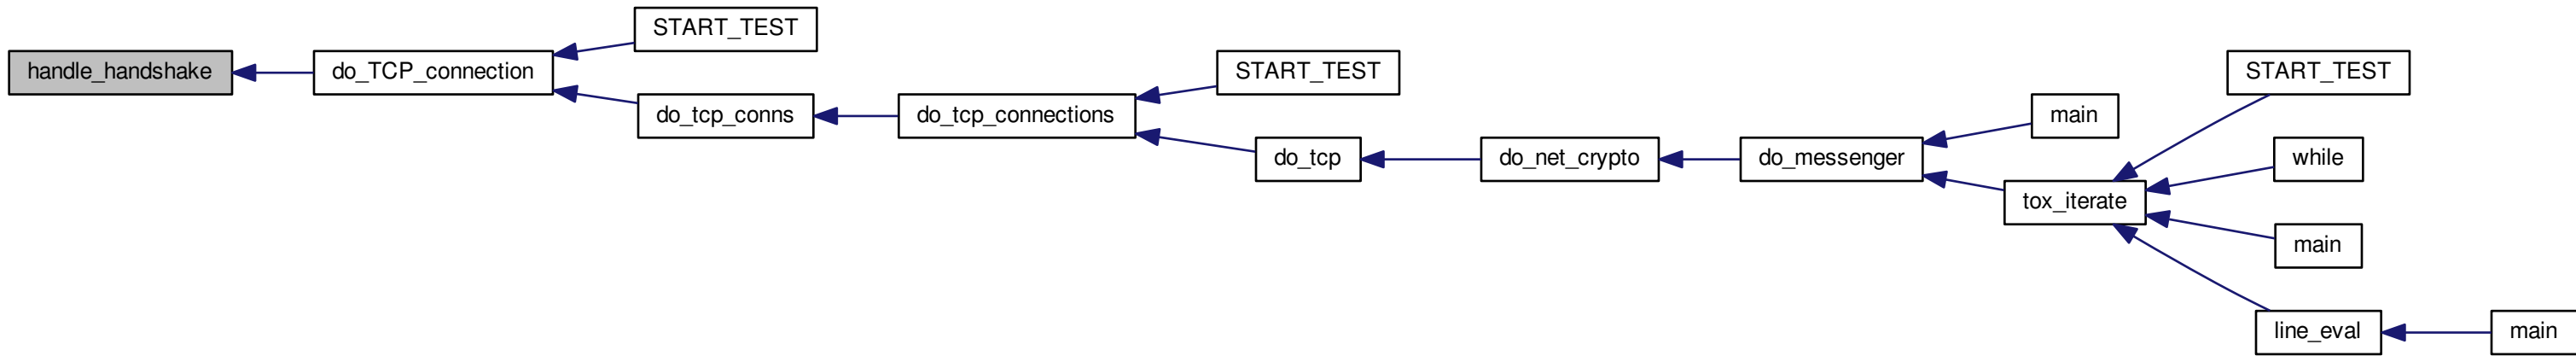 START_TEST
handle_handshake
do_TCP_connection
START_TEST
START_TEST
do_tcp_conns
do_tcp_connections
main
do_tcp
do_net_crypto
do_messenger
while
tox_iterate
main
line_eval
main